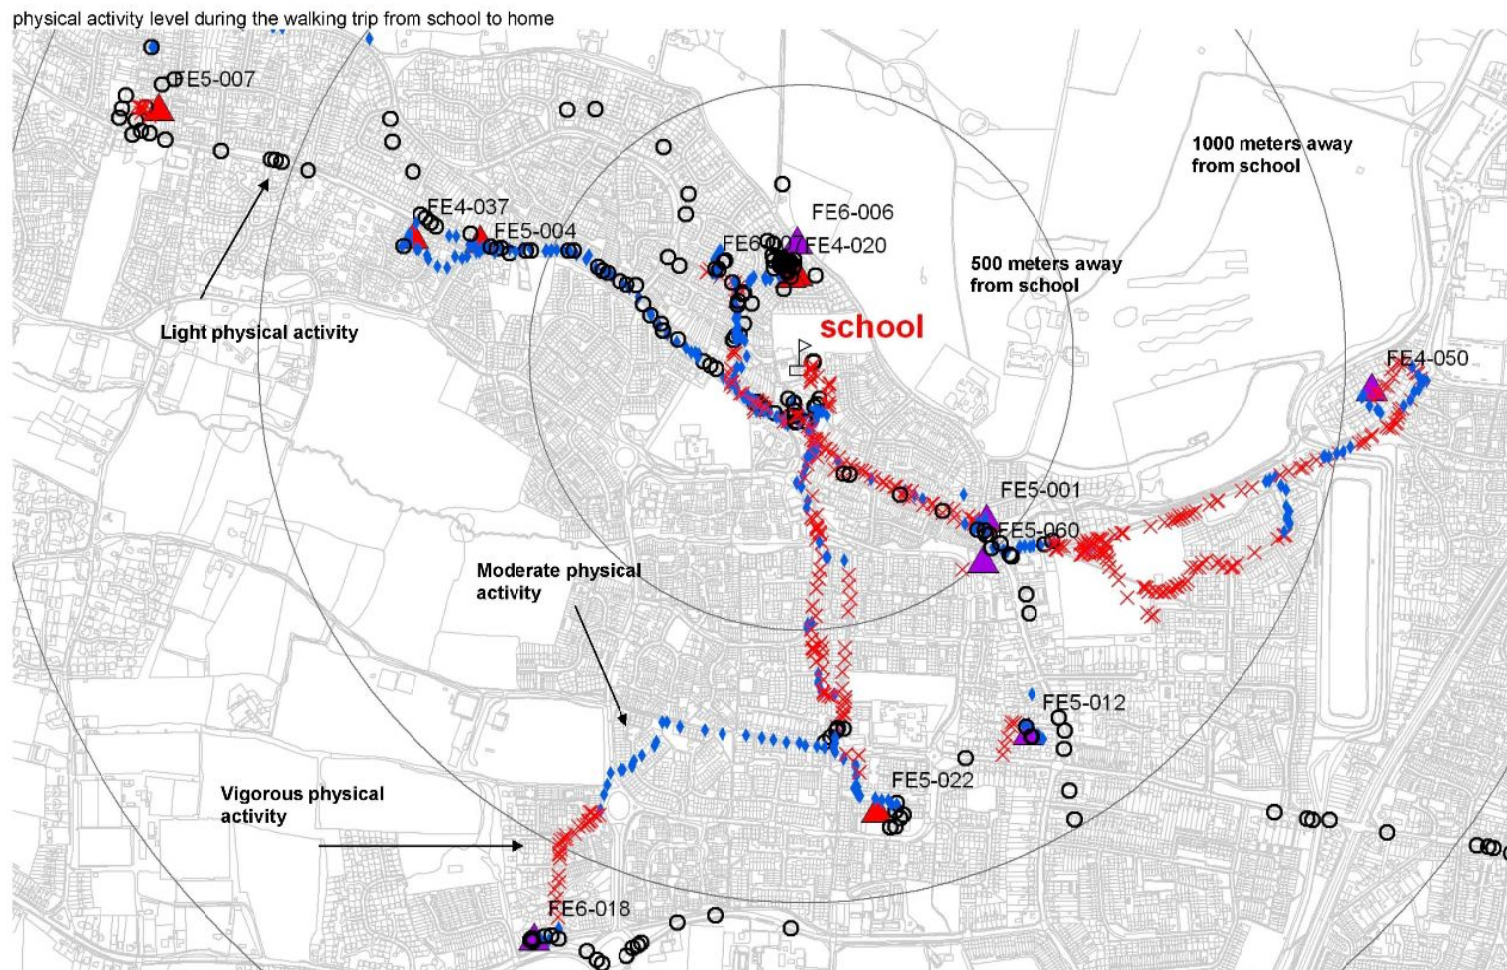 physical activity level during the walking trip from school to home
FE5-007
1000 meters away
from school
FE4-037
FE6-006
FE5-004
FE4-020
500 meters away
from school
school
Light physical activity
FE4-050
FE5-001
FE5-060
Moderate physical
activity
FE5-012
FE5-022
Vigorous physical
activity
FE6-018